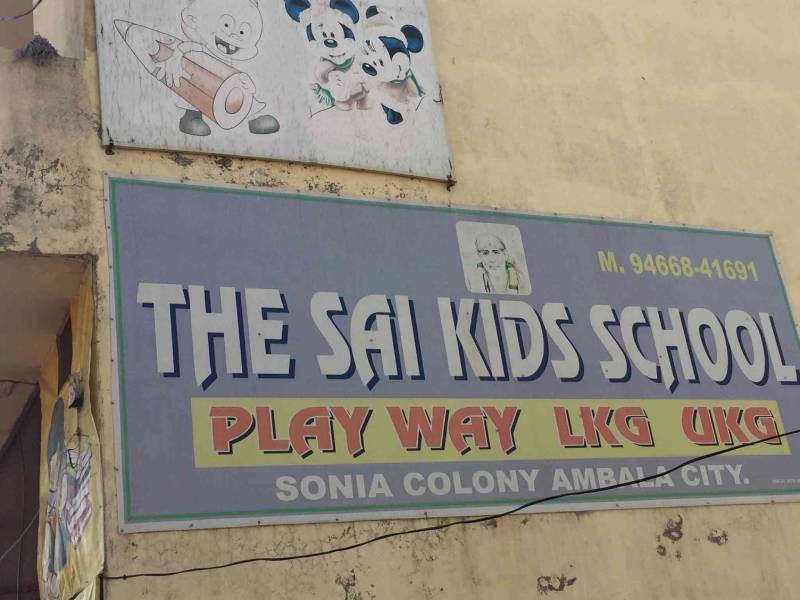 M. 94668-41691
THE SAI KIDS SCHOOL
PLAY WAY LKG UKG
SONIA COLONY AMBALA CITY.